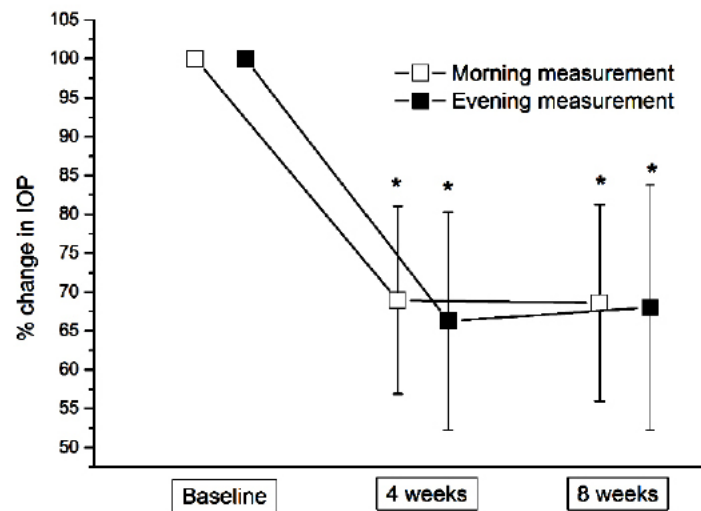 105
100
95
90
85
80
75
70
65
60
55
50
% change in IOP
Morning measurement
Evening measurement
* * * *
Baseline 4 weeks 8 weeks